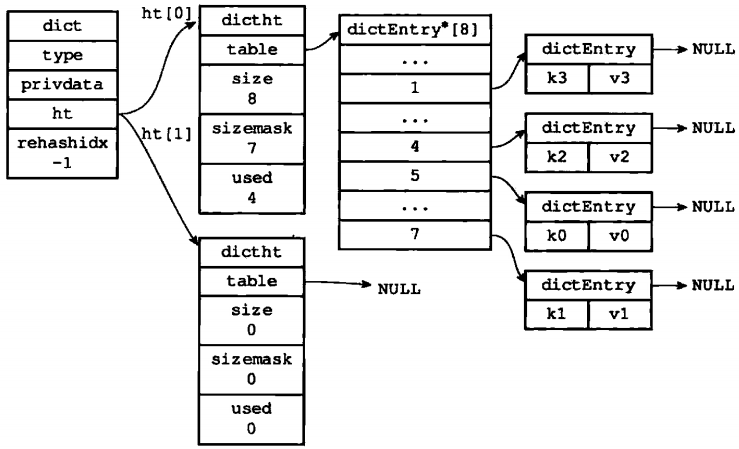 dict
type
privdata
ht
rehashidx
-1
ht[0]
ht[1]
dictht
table
size
8
sizemask
7
used
4
dictht
table
size
0
sizemask
0
used
0
NULL
dictEntry*[8]
...
1
...
4
5
...
7
dictEntry
k3 v3
NULL
dictEntry
k2 v2
NULL
dictEntry
k0 v0
NULL
dictEntry
k1 v1
NULL